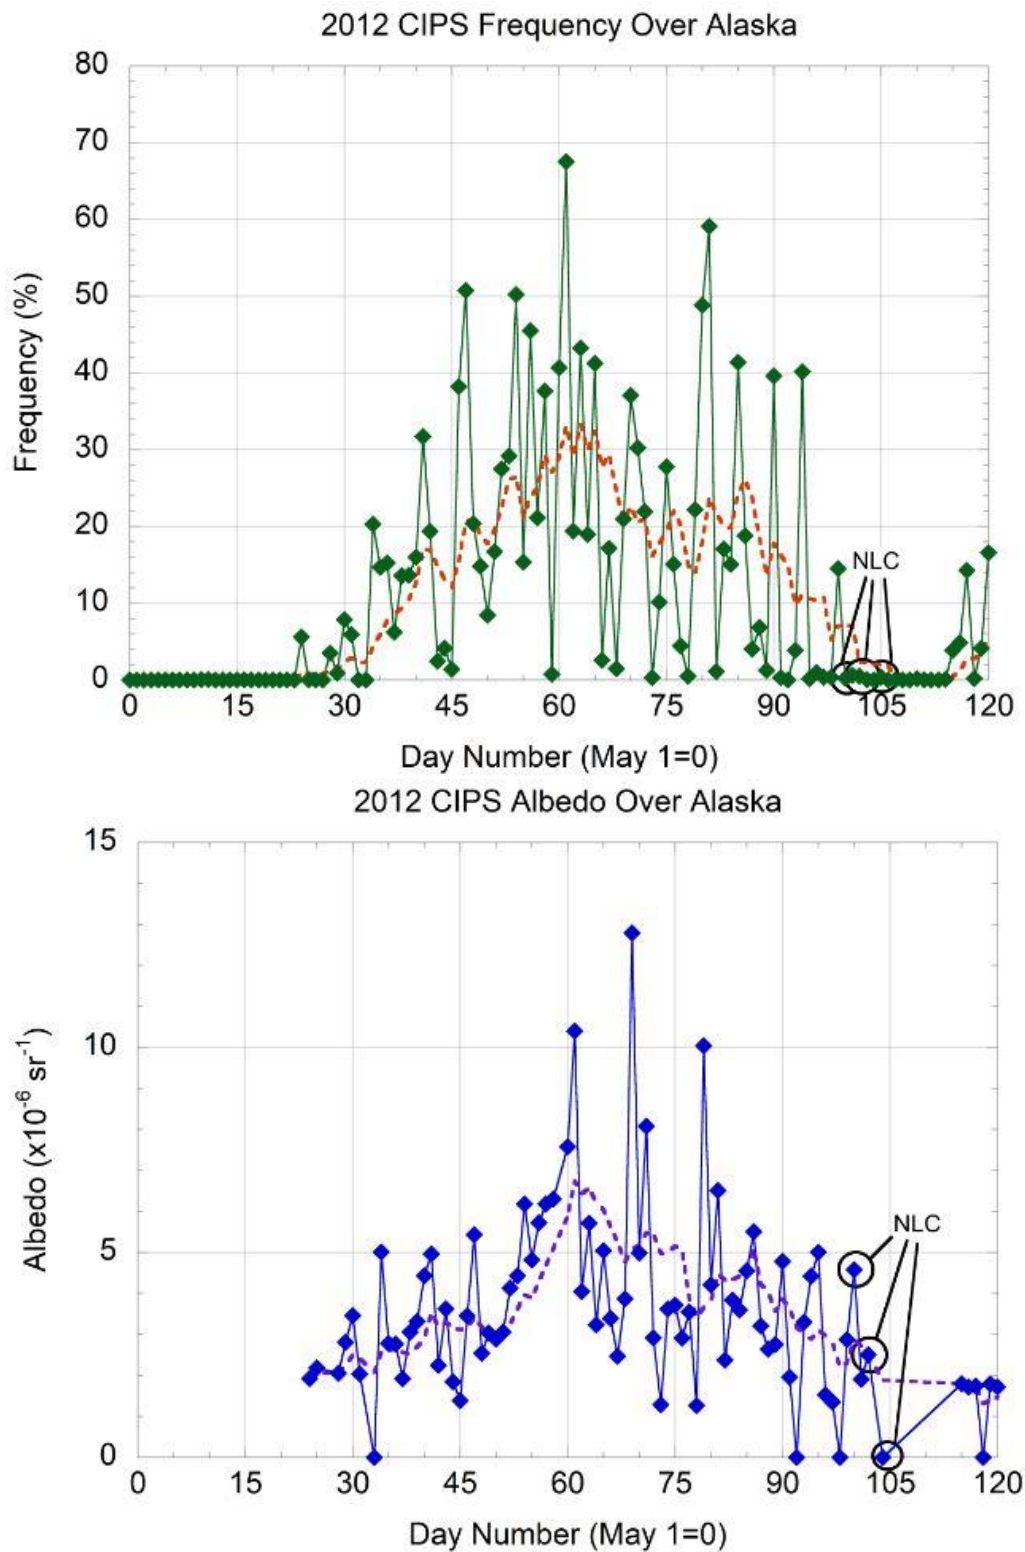 2012 CIPS Frequency Over Alaska
80
70
60
50
40
30
20
10
0
Frequency (%)
NLC
0 15 30 45 60 75 90 105 120
Day Number (May 1=0)
2012 CIPS Albedo Over Alaska
15
10
5
0
Albedo (x10⁻⁶ sr⁻¹)
NLC
0 15 30 45 60 75 90 105 120
Day Number (May 1=0)